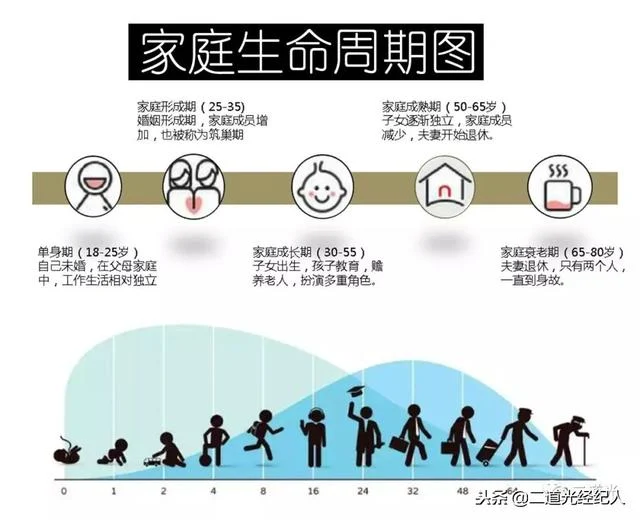 家庭生命周期图
家庭形成期（25-35)
婚姻形成期，家庭成员增
加，也被称为筑巢期
家庭成熟期（50-65岁）
子女逐渐独立，家庭成员
减少，夫妻开始退休。
单身期（18-25岁）
自己未婚，在父母家庭
中，工作生活相对独立
家庭成长期（30-55）
子女出生，孩子教育，赡
养老人，扮演多重角色。
家庭衰老期（65-80岁）
夫妻退休，只有两个人，
一直到身故。
0 1 2 4 8 16 24 32 48
二道光
头条@二道光经纪人